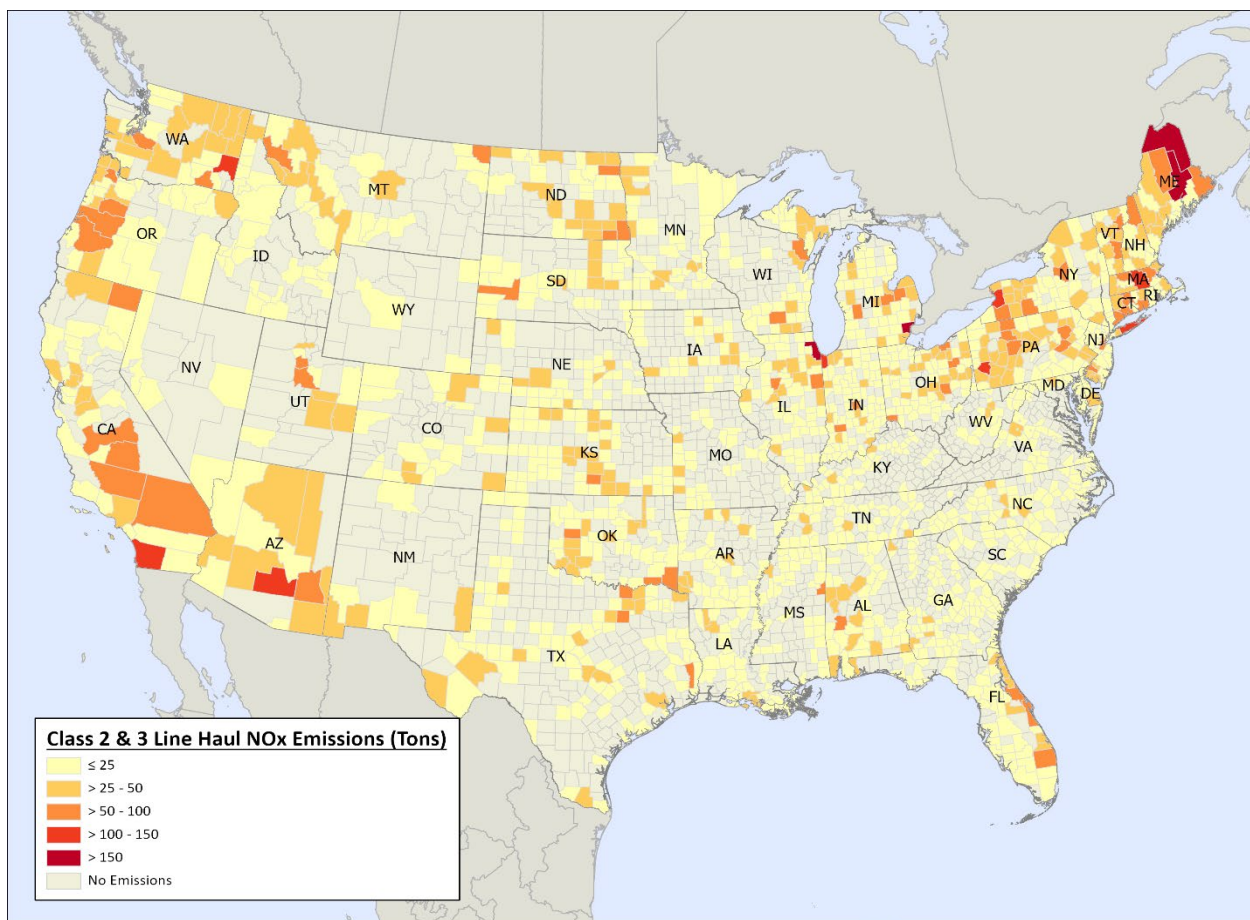 WA
MT
ND
MN
ME
VT
NH
OR
ID
SD
WI
MI
NY
MA
CT
RI
WY
IA
PA
NJ
NV
NE
OH
MD
DE
UT
IL
IN
CA
CO
WV
VA
KS
MO
KY
AZ
NM
OK
AR
TN
NC
SC
MS
AL
GA
TX
LA
FL
Class 2 & 3 Line Haul NOx Emissions (Tons)
≤ 25
> 25 - 50
> 50 - 100
> 100 - 150
> 150
No Emissions